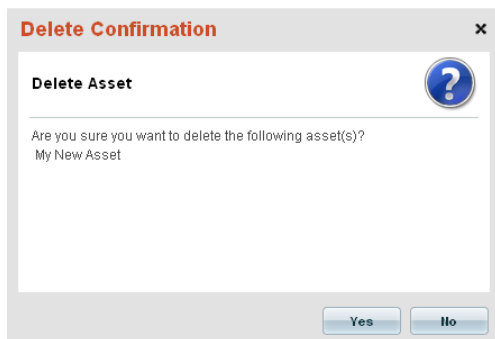 Delete Confirmation
Delete Asset
Are you sure you want to delete the following asset(s)?
My New Asset
Yes No